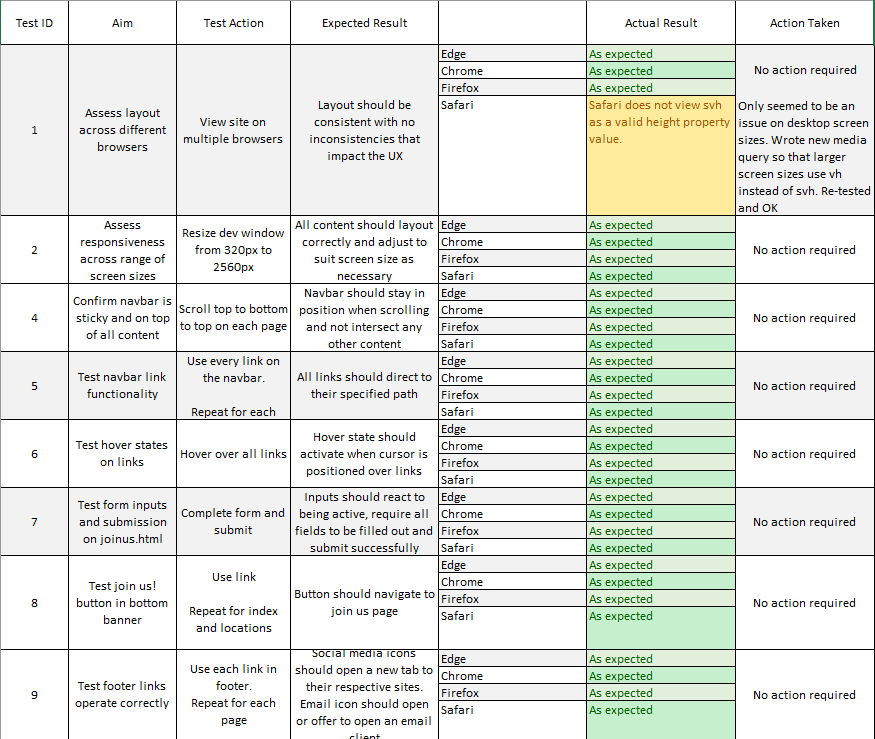 Test ID
Aim
Test Action
Expected Result
Actual Result
Action Taken
1
Assess layout
across different
browsers
View site on
multiple browsers
Layout should be
consistent with no
inconsistencies that
impact the UX
Edge
As expected
Chrome
As expected
Firefox
As expected
Safari
Safari does not view svh
as a valid height property
value.
No action required
Only seemed to be an
issue on desktop screen
sizes. Wrote new media
query so that larger
screen sizes use vh
instead of svh. Re-tested
and OK
2
Assess
responsiveness
across range of
screen sizes
Resize dev window
from 320px to
2560px
All content should layout
correctly and adjust to
suit screen size as
necessary
Edge
As expected
Chrome
As expected
Firefox
As expected
Safari
As expected
No action required
4
Confirm navbar is
sticky and on top
of all content
Scroll top to bottom
to top on each page
Navbar should stay in
position when scrolling
and not intersect any
other content
Edge
As expected
Chrome
As expected
Firefox
As expected
Safari
As expected
No action required
5
Test navbar link
functionality
Use every link on
the navbar.
Repeat for each
All links should direct to
their specified path
Edge
As expected
Chrome
As expected
Firefox
As expected
Safari
As expected
No action required
6
Test hover states
on links
Hover over all links
Hover state should
activate when cursor is
positioned over links
Edge
As expected
Chrome
As expected
Firefox
As expected
Safari
As expected
No action required
7
Test form inputs
and submission
on joinus.html
Complete form and
submit
Inputs should react to
being active, require all
fields to be filled out and
submit successfully
Edge
As expected
Chrome
As expected
Firefox
As expected
Safari
As expected
No action required
8
Test join us!
button in bottom
banner
Use link
Repeat for index
and locations
Button should navigate to
join us page
Edge
As expected
Chrome
As expected
Firefox
As expected
Safari
As expected
No action required
9
Test footer links
operate correctly
Use each link in
footer.
Repeat for each
page
Social media icons
should open a new tab to
their respective sites.
Email icon should open
or offer to open an email
client
Edge
As expected
Chrome
As expected
Firefox
As expected
Safari
As expected
No action required